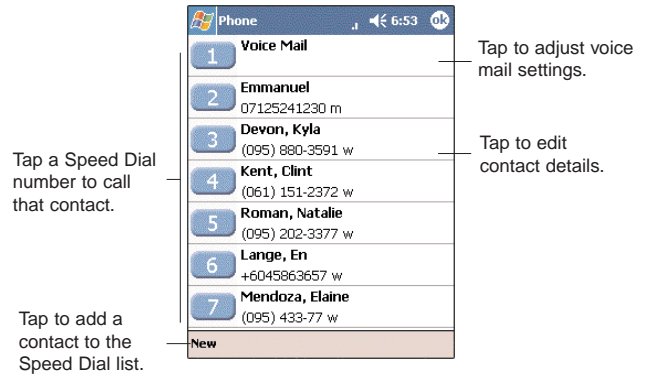 Phone 6:53 ok
1 Voice Mail
2 Emmanuel
07125241230 m
3 Devon, Kyla
(095) 880-3591 w
4 Kent, Clint
(061) 151-2372 w
5 Roman, Natalie
(095) 202-3377 w
6 Lange, En
+6045863657 w
7 Mendoza, Elaine
(095) 433-77 w
New
Tap a Speed Dial
number to call
that contact.
Tap to add a
contact to the
Speed Dial list.
Tap to adjust voice
mail settings.
Tap to edit
contact details.